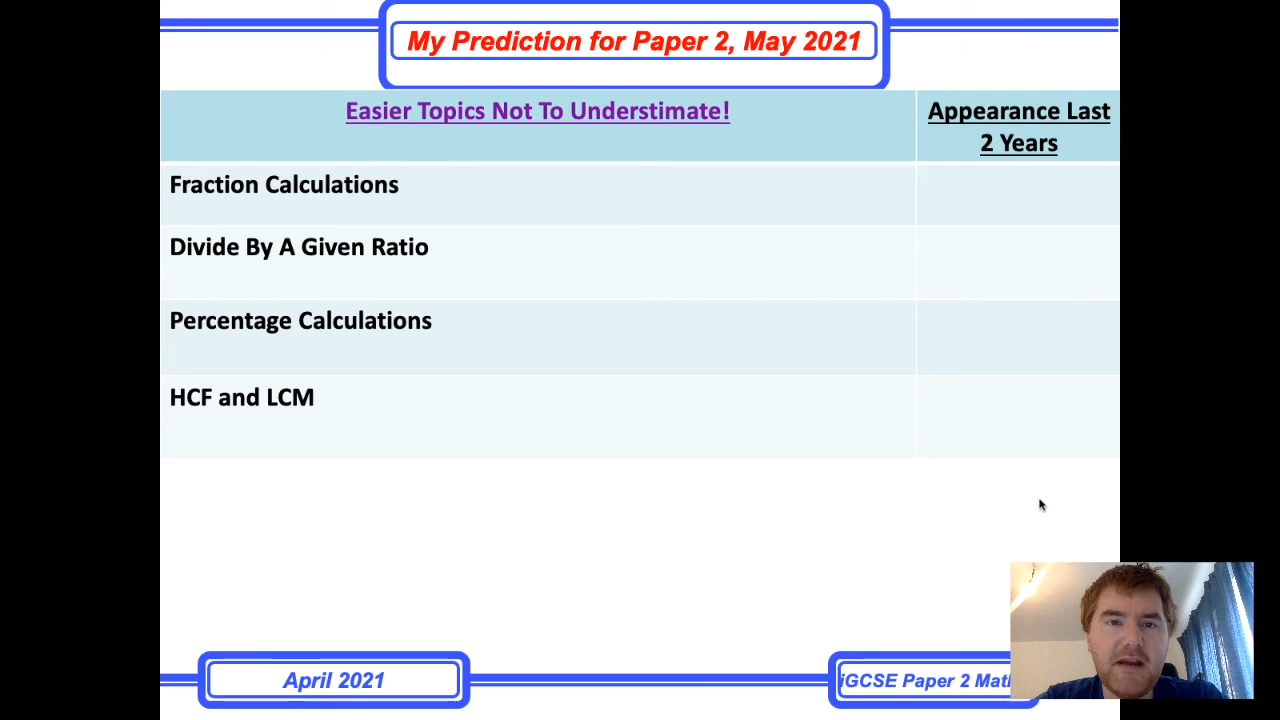 My Prediction for Paper 2, May 2021
Easier Topics Not To Understimate!
Appearance Last
2 Years
Fraction Calculations
Divide By A Given Ratio
Percentage Calculations
HCF and LCM
April 2021
iGCSE Paper 2